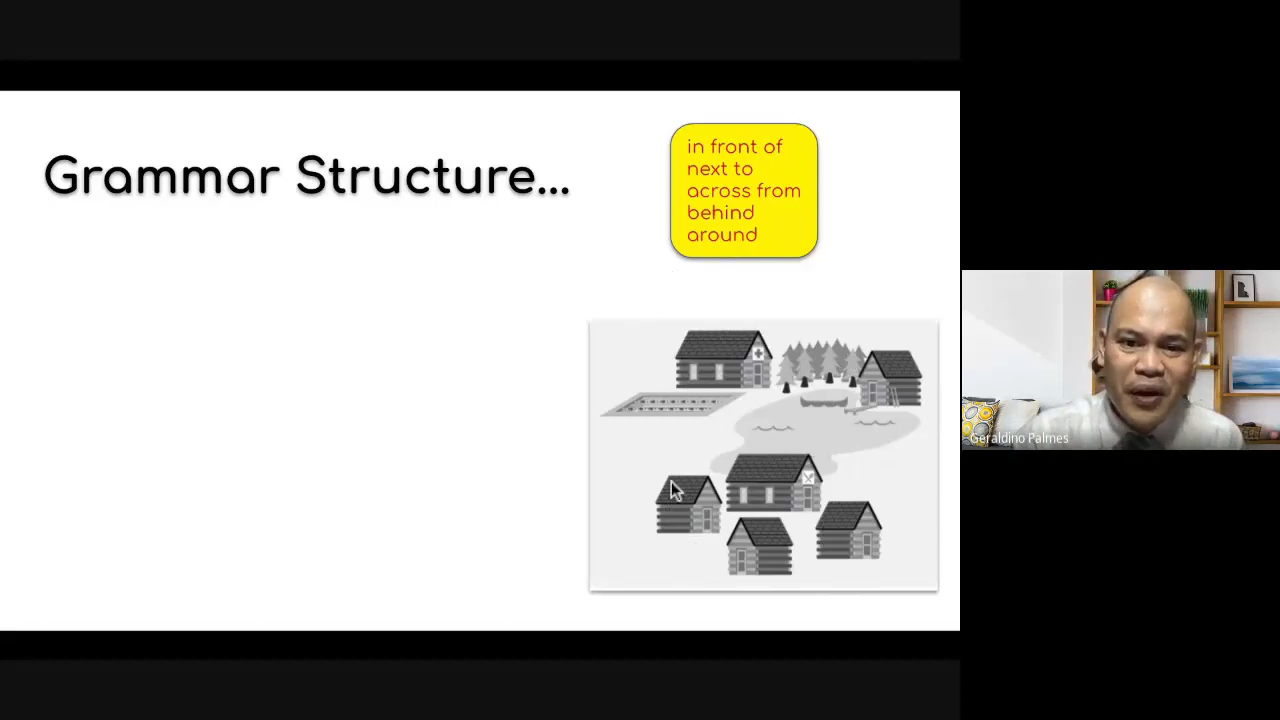 Grammar Structure...
in front of
next to
across from
behind
around
Geraldino Palmes